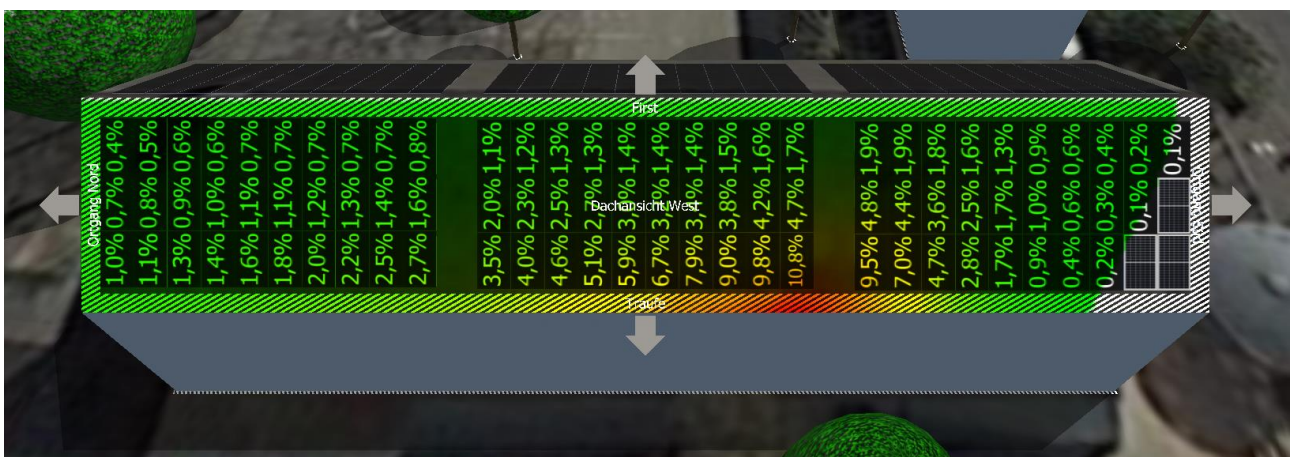 First
Ortgang Nord
1,0% 0,7% 0,4%
1,1% 0,8% 0,5%
1,3% 0,9% 0,6%
1,4% 1,0% 0,6%
1,6% 1,1% 0,7%
1,8% 1,1% 0,7%
2,0% 1,2% 0,7%
2,2% 1,3% 0,7%
2,5% 1,4% 0,7%
2,7% 1,6% 0,8%
3,5% 2,0% 1,1%
4,0% 2,3% 1,2%
4,6% 2,5% 1,3%
5,1% 1,3%
5,9% 1,4%
6,7% 1,4%
7,9% 1,4%
9,0% 3,8% 1,5%
9,8% 4,2% 1,6%
10,8% 4,7% 1,7%
Dachansicht West
9,5% 4,8% 1,9%
7,0% 4,4% 1,9%
4,7% 3,6% 1,8%
2,8% 2,5% 1,6%
1,7% 1,7% 1,3%
0,9% 1,0% 0,9%
0,4% 0,6% 0,6%
0,2% 0,3% 0,4%
0,1% 0,2%
0,1%
Traufe